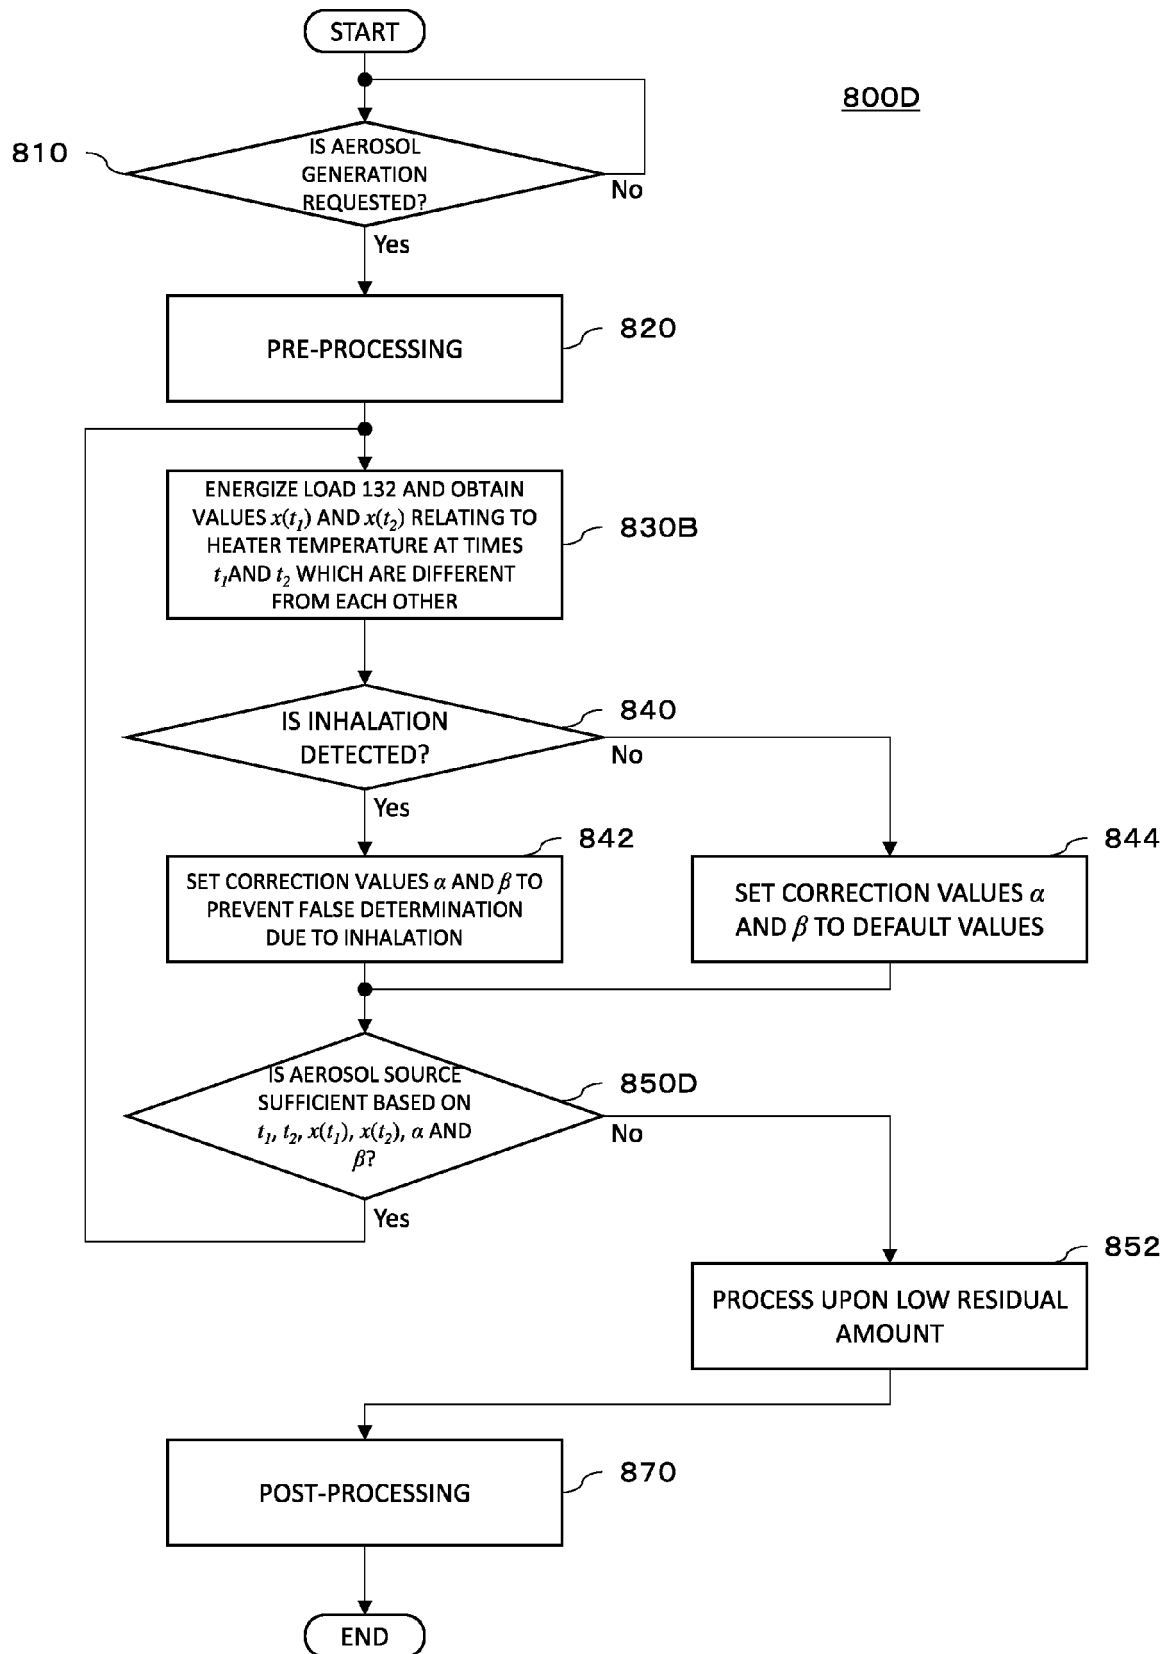 START
800D
810
IS AEROSOL
GENERATION
REQUESTED?
No
Yes
820
PRE-PROCESSING
ENERGIZE LOAD 132 AND OBTAIN
VALUES x(t₁) AND x(t₂) RELATING TO
HEATER TEMPERATURE AT TIMES
t₁AND t₂ WHICH ARE DIFFERENT
FROM EACH OTHER
830B
840
IS INHALATION
DETECTED?
No
Yes
842
844
SET CORRECTION VALUES α AND β TO
PREVENT FALSE DETERMINATION
DUE TO INHALATION
SET CORRECTION VALUES α
AND β TO DEFAULT VALUES
IS AEROSOL SOURCE
SUFFICIENT BASED ON
t₁, t₂, x(t₁), x(t₂), α AND
β?
850D
No
Yes
852
PROCESS UPON LOW RESIDUAL
AMOUNT
870
POST-PROCESSING
END